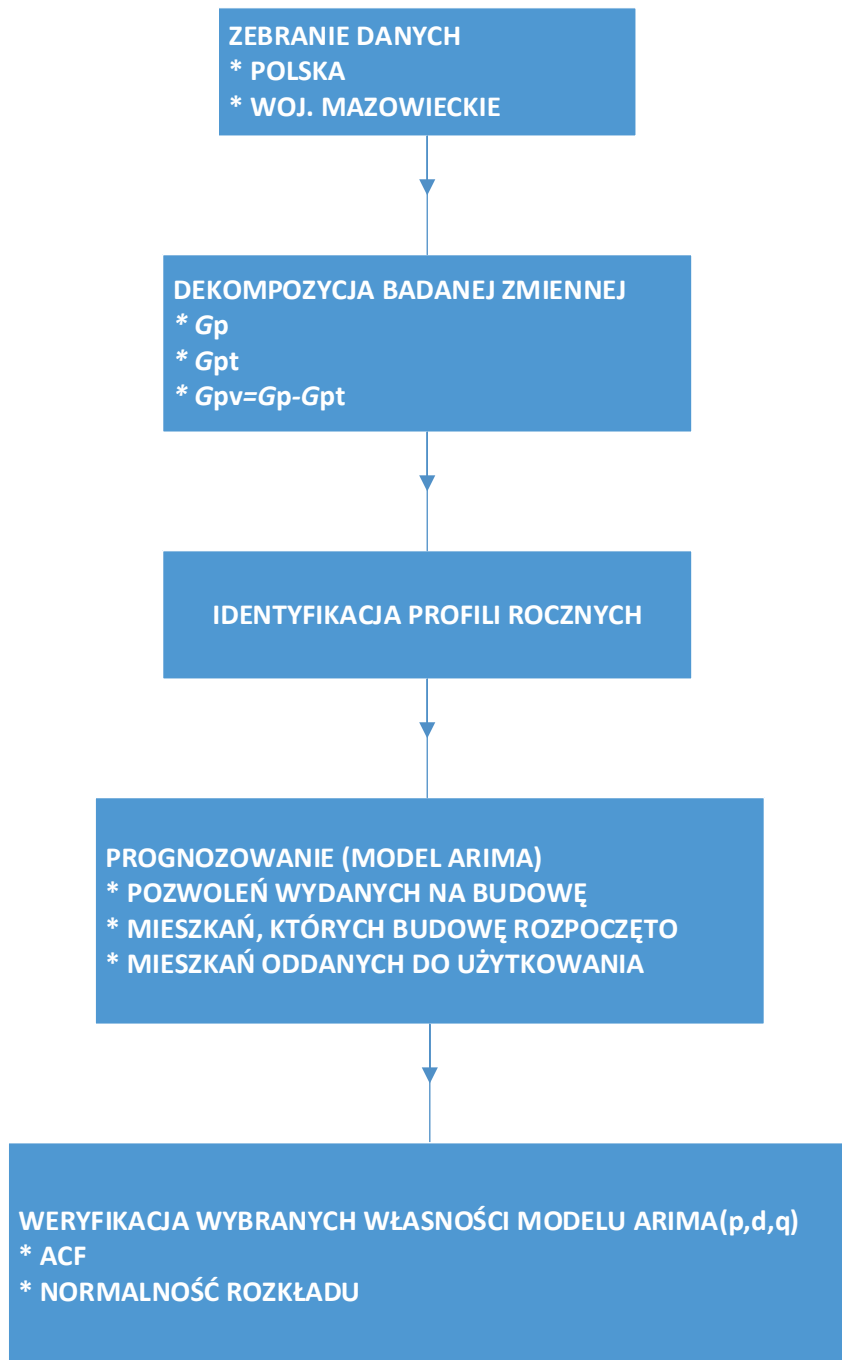 ZEBRANIE DANYCH
* POLSKA
* WOJ. MAZOWIECKIE
DEKOMPOZYCJA BADANEJ ZMIENNEJ
* Gp
* Gpt
* Gpv=Gp-Gpt
IDENTYFIKACJA PROFILI ROCZNYCH
PROGNOZOWANIE (MODEL ARIMA)
* POZWOLEŃ WYDANYCH NA BUDOWĘ
* MIESZKAŃ, KTÓRYCH BUDOWĘ ROZPOCZĘTO
* MIESZKAŃ ODDANYCH DO UŻYTKOWANIA
WERYFIKACJA WYBRANYCH WŁASNOŚCI MODELU ARIMA(p,d,q)
* ACF
* NORMALNOŚĆ ROZKŁADU